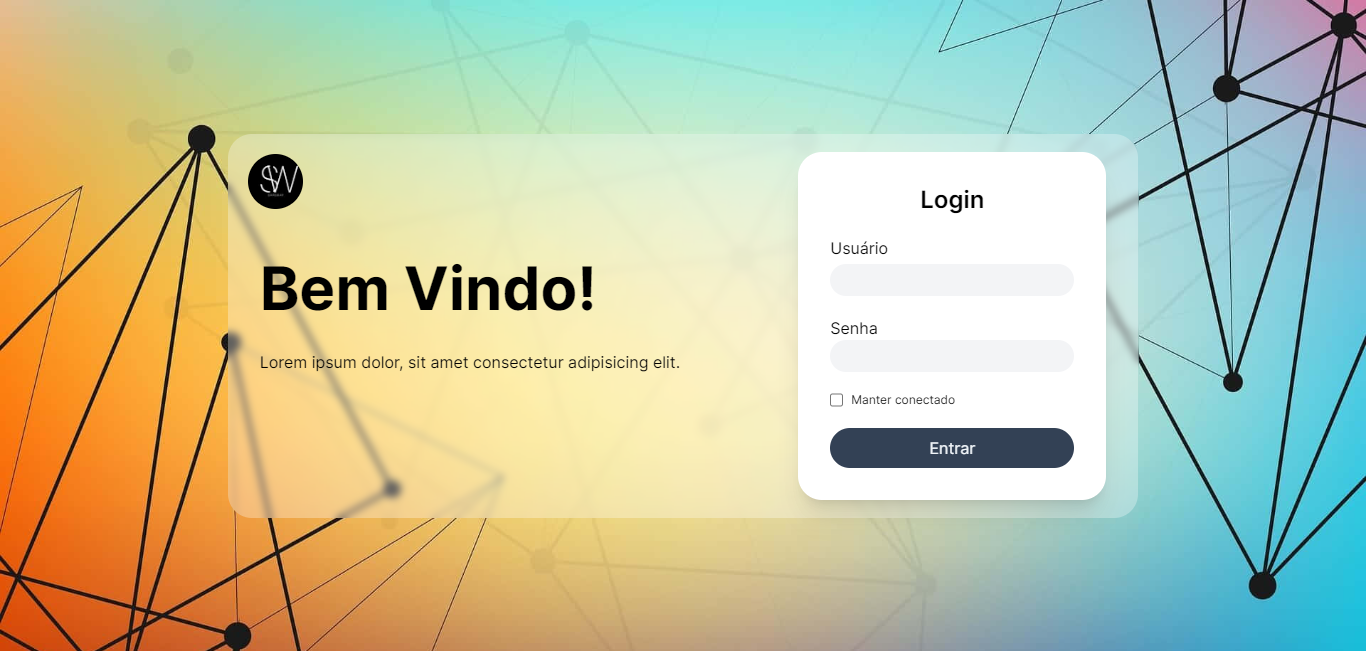 SW
Bem Vindo!
Lorem ipsum dolor, sit amet consectetur adipisicing elit.
Login
Usuário
Senha
Manter conectado
Entrar